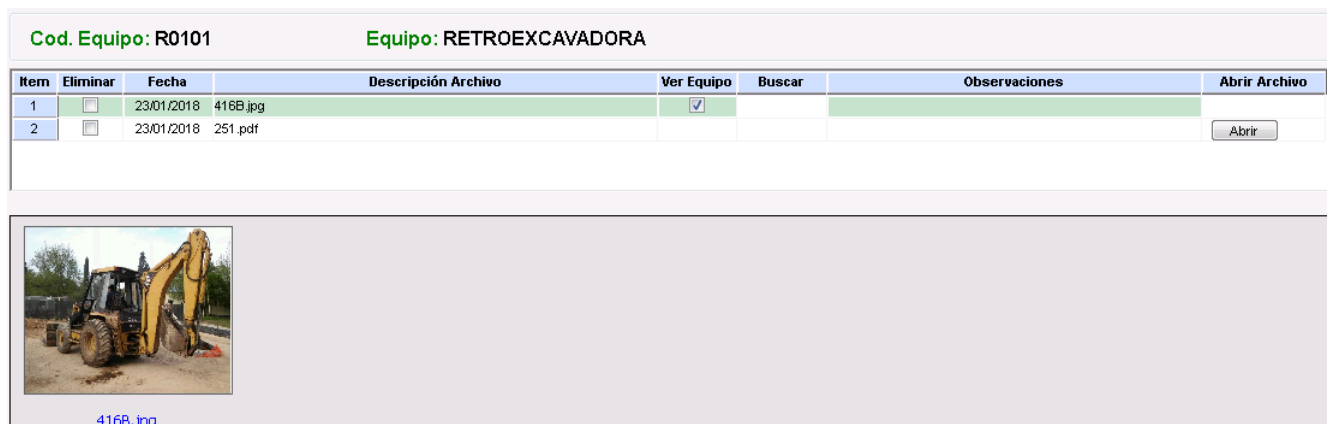 Cod. Equipo: R0101 Equipo: RETROEXCAVADORA
Item Eliminar Fecha Descripción Archivo Ver Equipo Buscar Observaciones Abrir Archivo
1 23/01/2018 416B.jpg
2 23/01/2018 251.pdf Abrir
416B.jpg